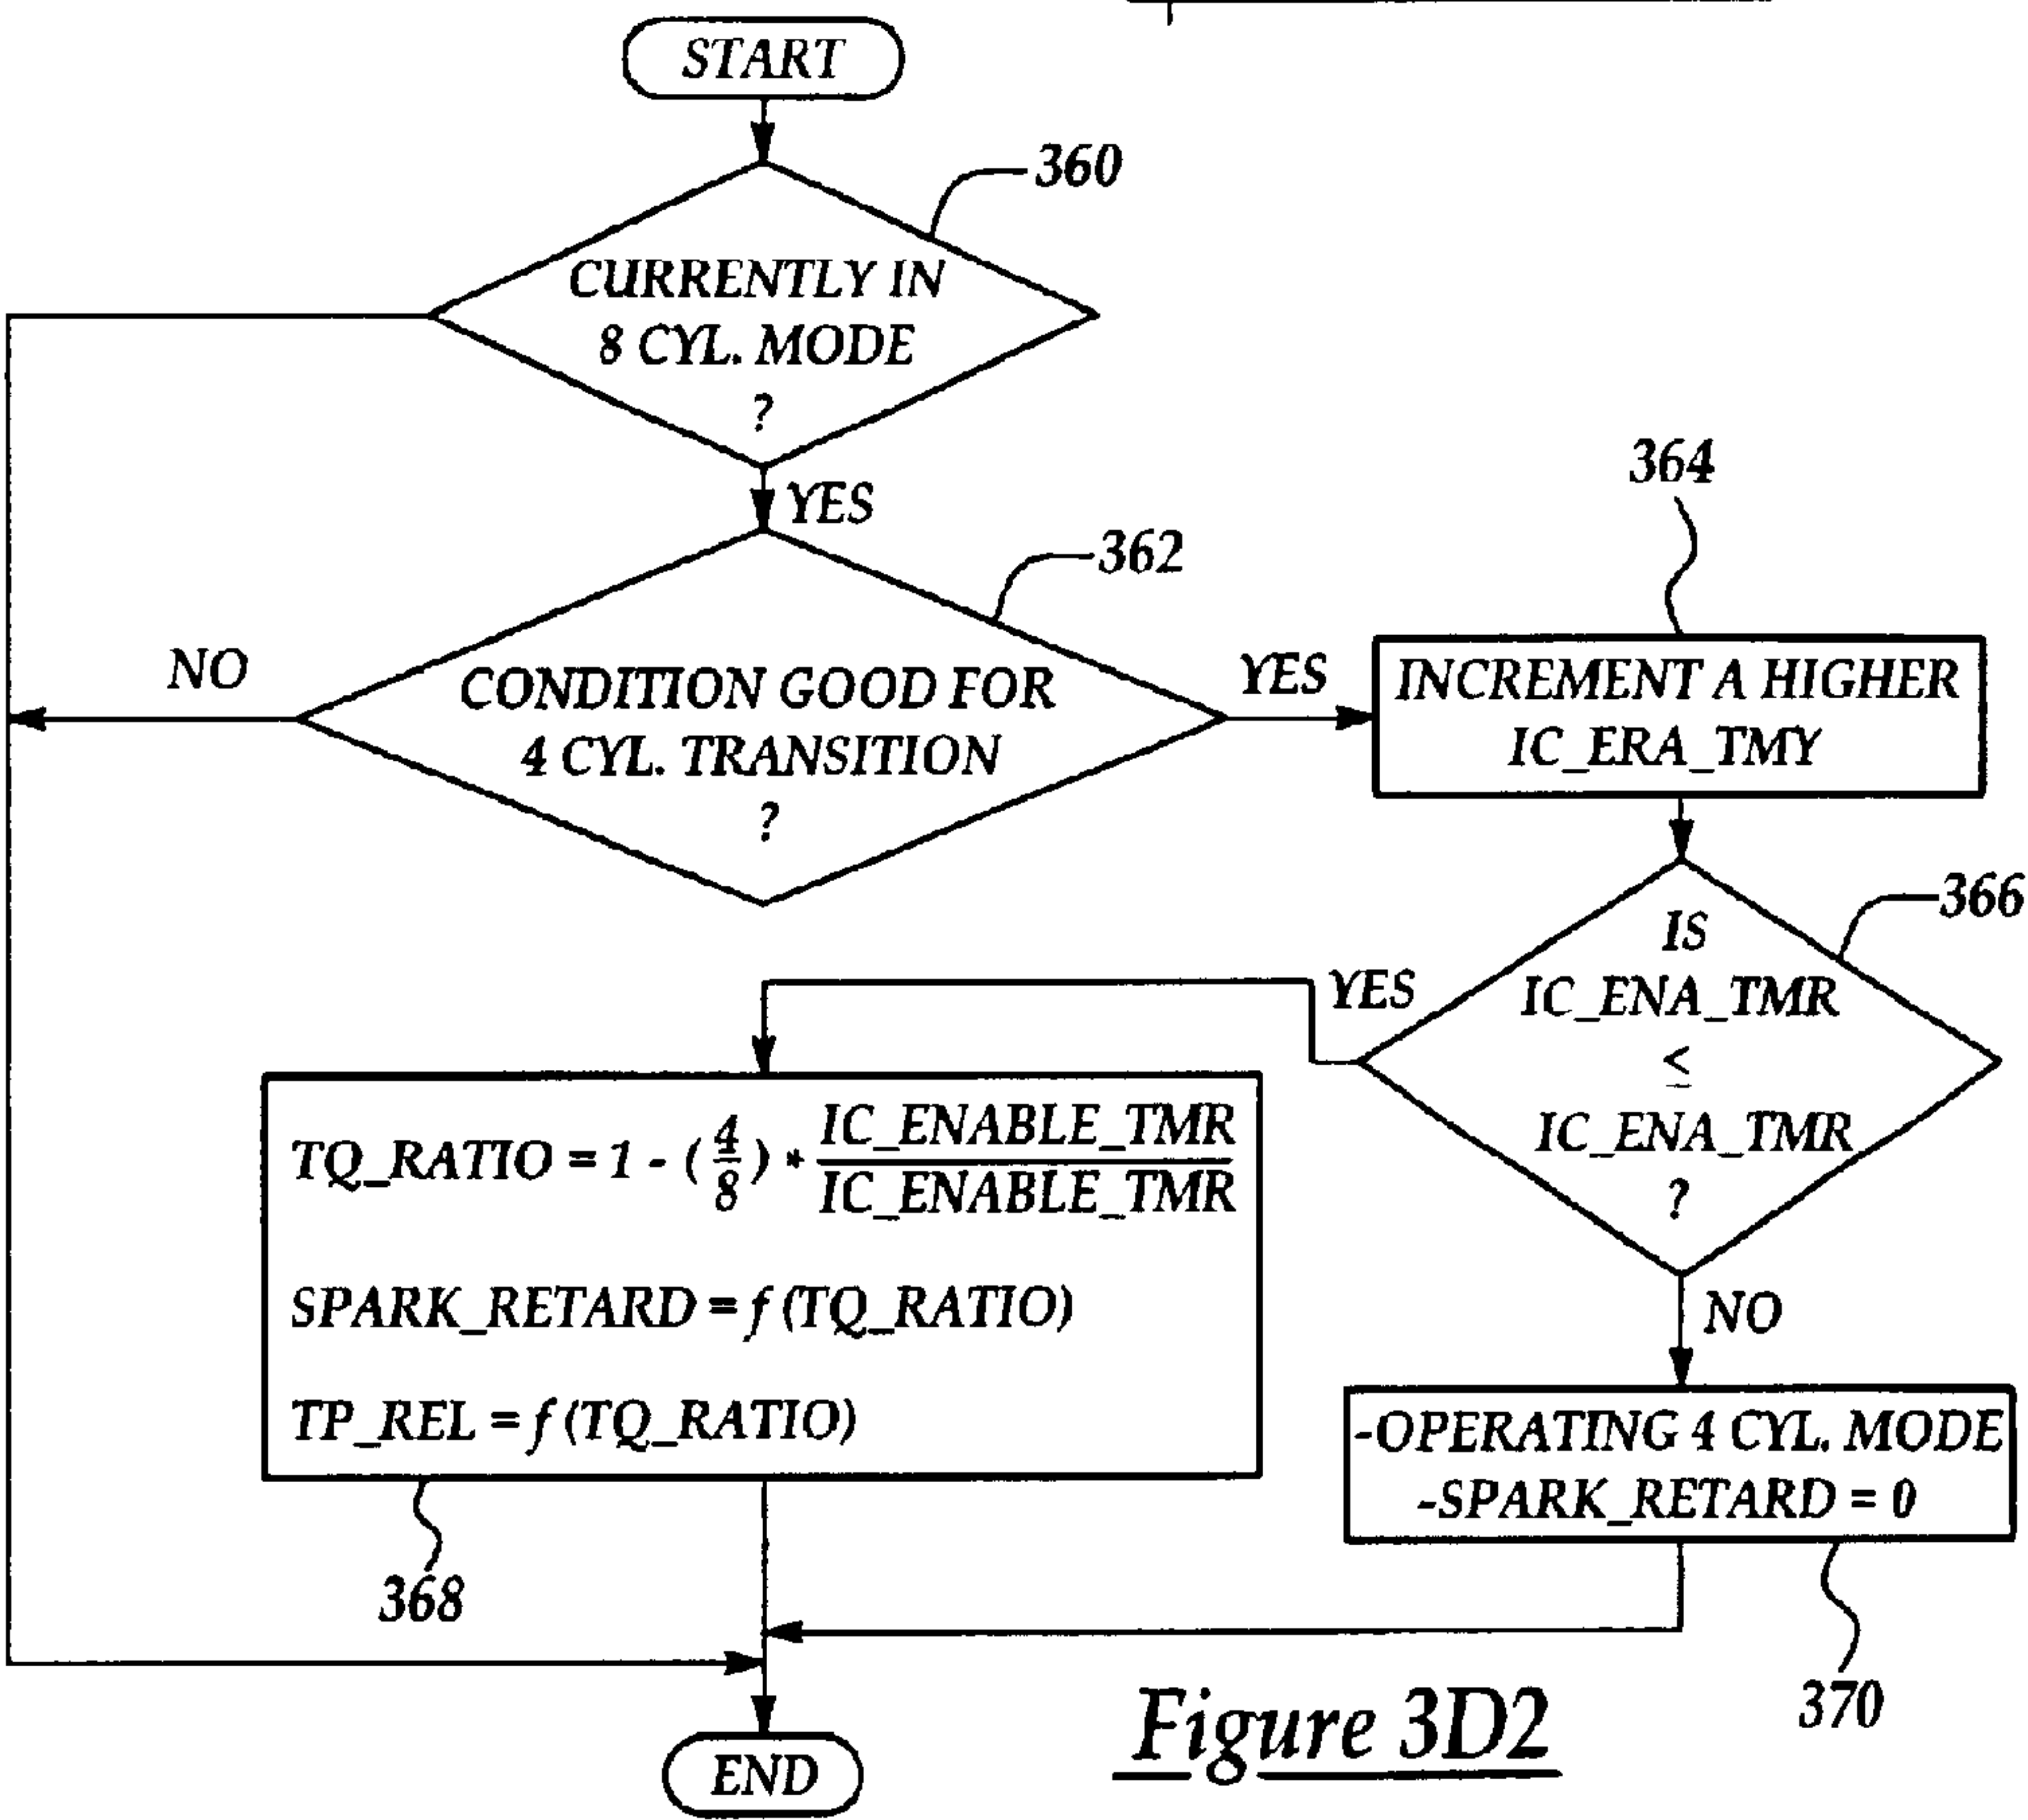 START
360
CURRENTLY IN
8 CYL. MODE
?
YES
362
364
NO
CONDITION GOOD FOR
4 CYL. TRANSITION
?
YES
INCREMENT A HIGHER
IC_ERA_TMY
366
IS
IC_ENA_TMR
≤
IC_ENA_TMR
?
YES
TQ_RATIO = 1 - ( 4/8 ) * IC_ENABLE_TMR / IC_ENABLE_TMR
SPARK_RETARD = f (TQ_RATIO)
TP_REL = f (TQ_RATIO)
NO
-OPERATING 4 CYL. MODE
-SPARK_RETARD = 0
368
370
END
Figure 3D2